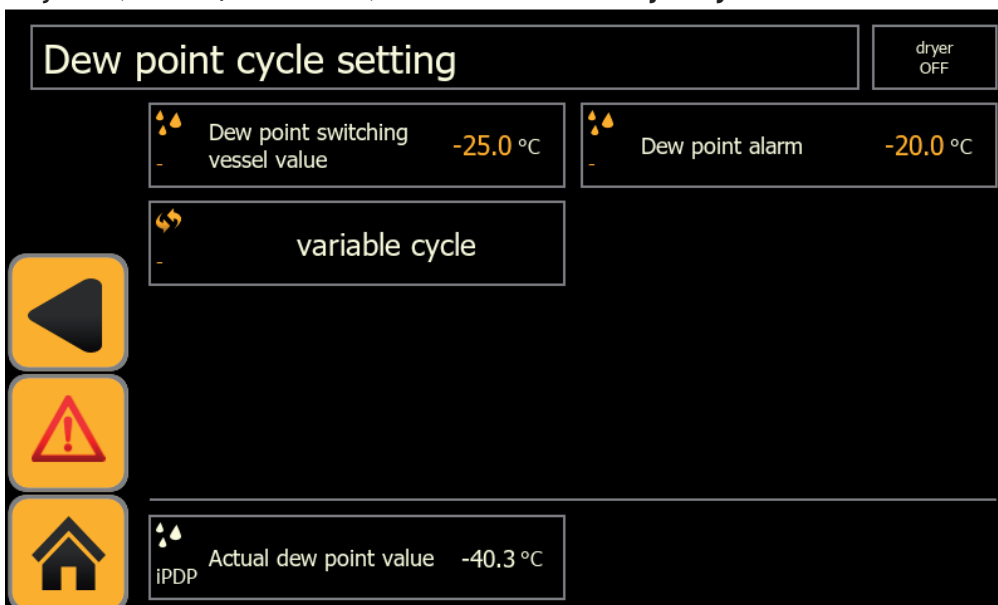 Dew point cycle setting
dryer
OFF
Dew point switching
vessel value
-25.0 °C
-
Dew point alarm
-20.0 °C
-
variable cycle
-
Actual dew point value
-40.3 °C
iPDP